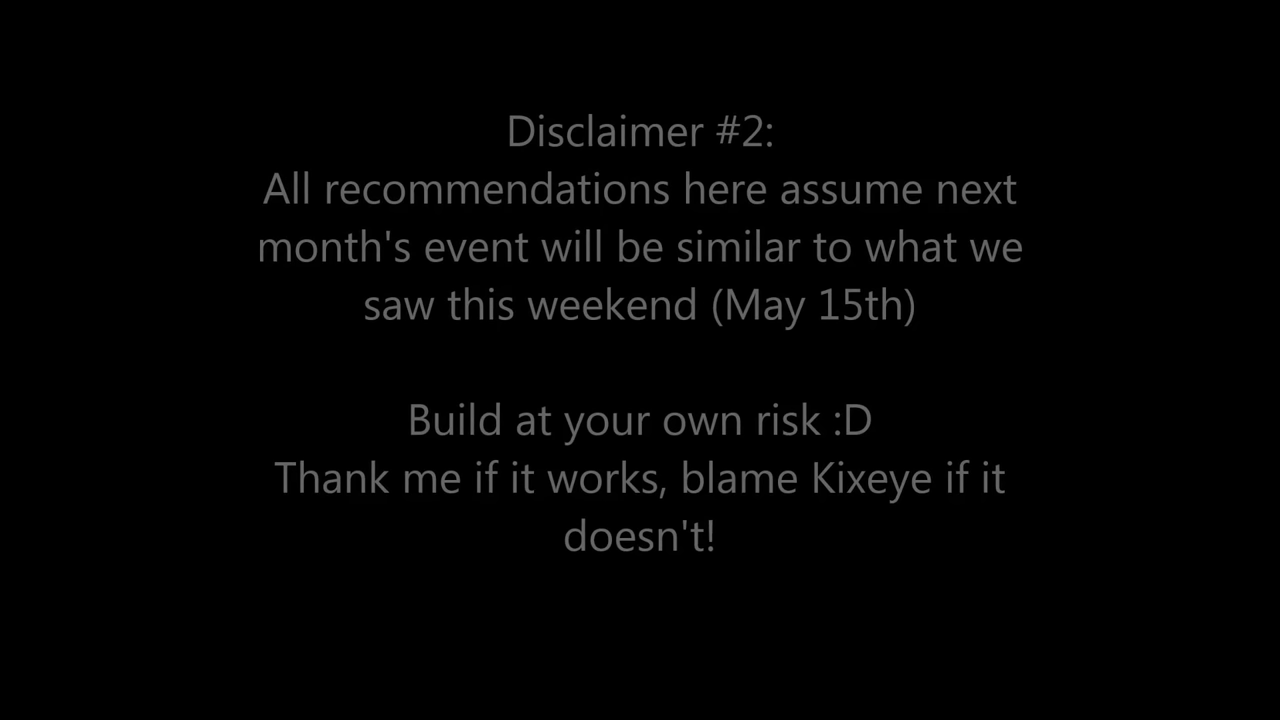 Disclaimer #2:
All recommendations here assume next
month's event will be similar to what we
saw this weekend (May 15th)
Build at your own risk :D
Thank me if it works, blame Kixeye if it
doesn't!